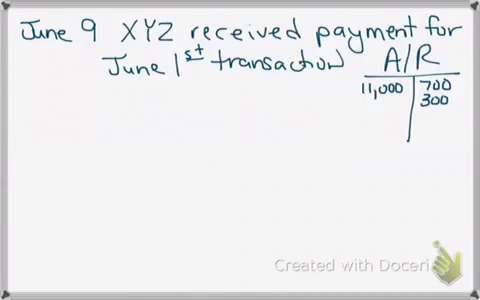 June 9 XYZ received payment for
June 1st transaction
A/R
11,000 700
300
Created with Doceri